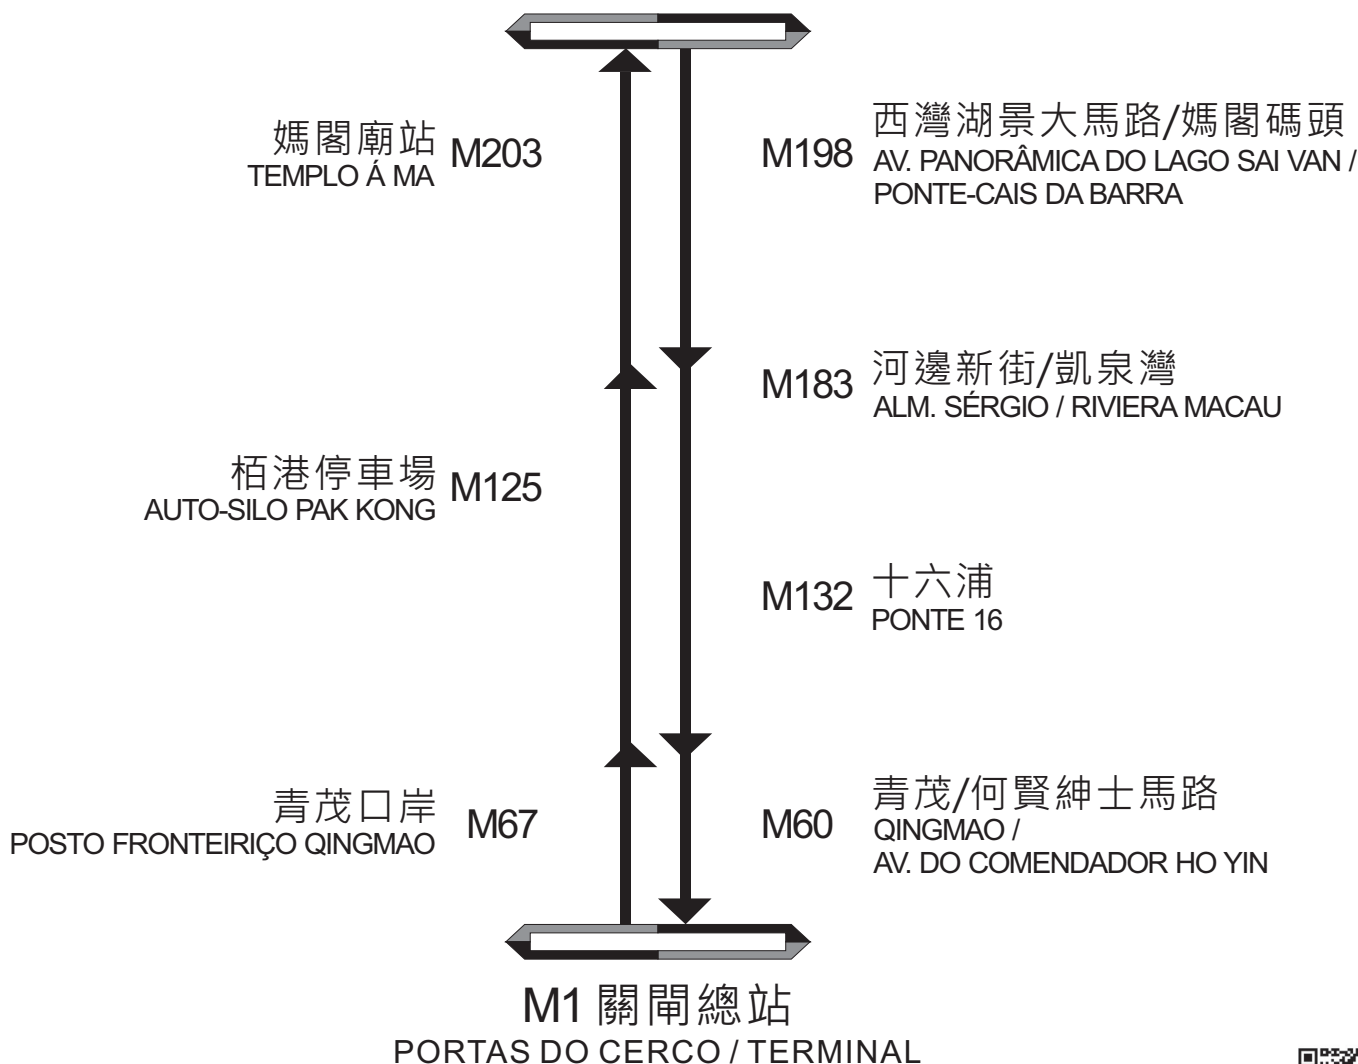 媽閣廟站 M203
TEMPLO Á MA
M198 西灣湖景大馬路/媽閣碼頭
AV. PANORÂMICA DO LAGO SAI VAN /
PONTE-CAIS DA BARRA
M183 河邊新街/凱泉灣
ALM. SÉRGIO / RIVIERA MACAU
栢港停車場 M125
AUTO-SILO PAK KONG
M132 十六浦
PONTE 16
青茂口岸 M67
POSTO FRONTEIRIÇO QINGMAO
M60 青茂/何賢紳士馬路
QINGMAO /
AV. DO COMENDADOR HO YIN
M1 關閘總站
PORTAS DO CERCO / TERMINAL